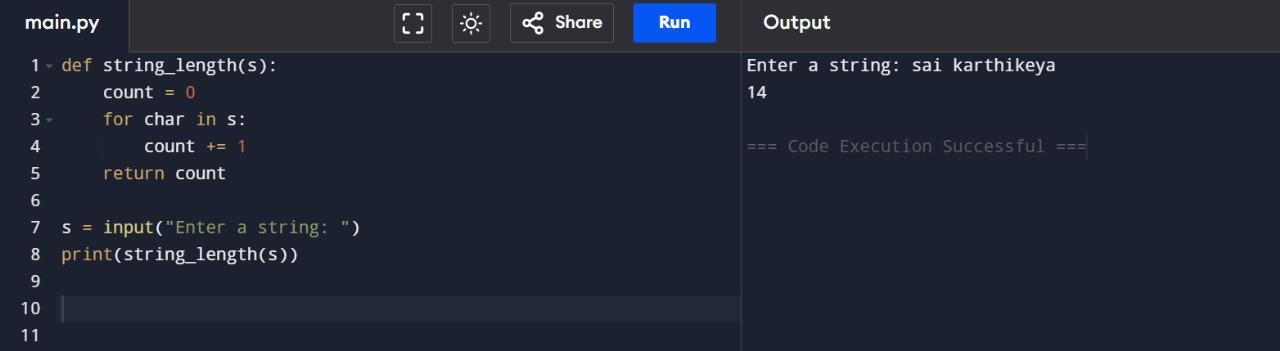 main.py
Share
Run
Output
1 def string_length(s):
2     count = 0
3     for char in s:
4         count += 1
5     return count
6
7 s = input("Enter a string: ")
8 print(string_length(s))
9
10
11
Enter a string: sai karthikeya
14
=== Code Execution Successful ===